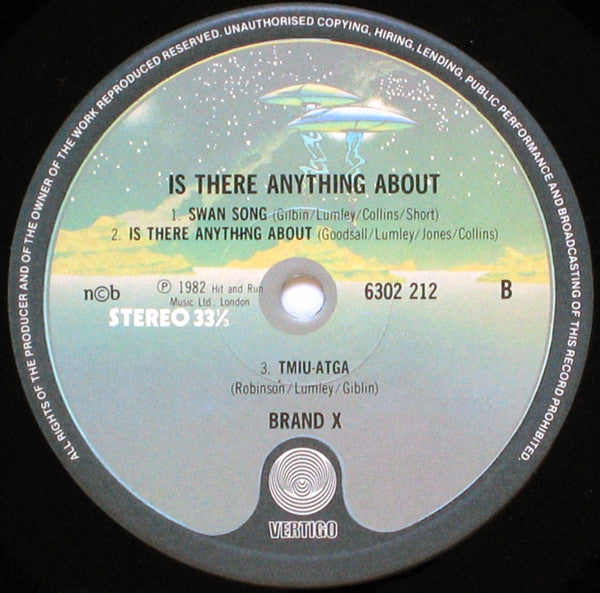 ALL RIGHTS OF THE PRODUCER AND OF THE OWNER OF THE WORK REPRODUCED RESERVED. UNAUTHORISED COPYING, HIRING, LENDING, PUBLIC PERFORMANCE AND BROADCASTING OF THIS RECORD PROHIBITED.
IS THERE ANYTHING ABOUT
1. SWAN SONG (Gilbin/Lumley/Collins/Short)
2. IS THERE ANYTHING ABOUT (Goodsall/Lumley/Jones/Collins)
n©b ℗ 1982 Hit and Run 6302 212 B
Music Ltd. London
STEREO 33⅓
3. TMIU-ATGA
(Robinson/Lumley/Giblin)
BRAND X
VERTIGO